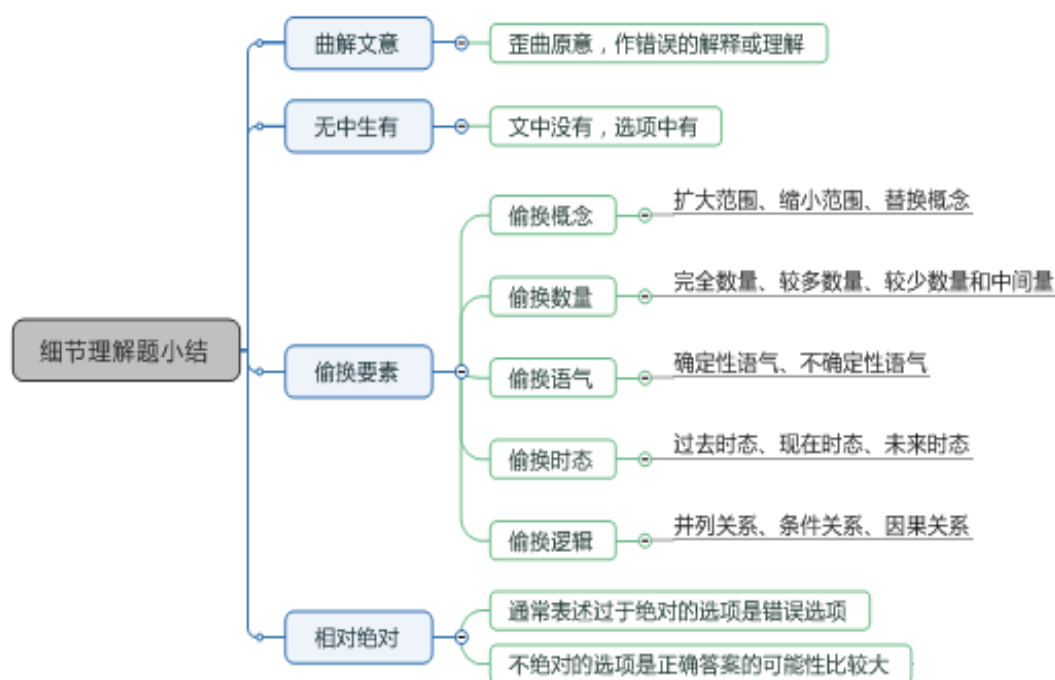 曲解文意
歪曲原意，作错误的解释或理解
无中生有
文中没有，选项中有
细节理解题小结
偷换要素
偷换概念
扩大范围、缩小范围、替换概念
偷换数量
完全数量、较多数量、较少数量和中间量
偷换语气
确定性语气、不确定性语气
偷换时态
过去时态、现在时态、未来时态
偷换逻辑
并列关系、条件关系、因果关系
相对绝对
通常表述过于绝对的选项是错误选项
不绝对的选项是正确答案的可能性比较大